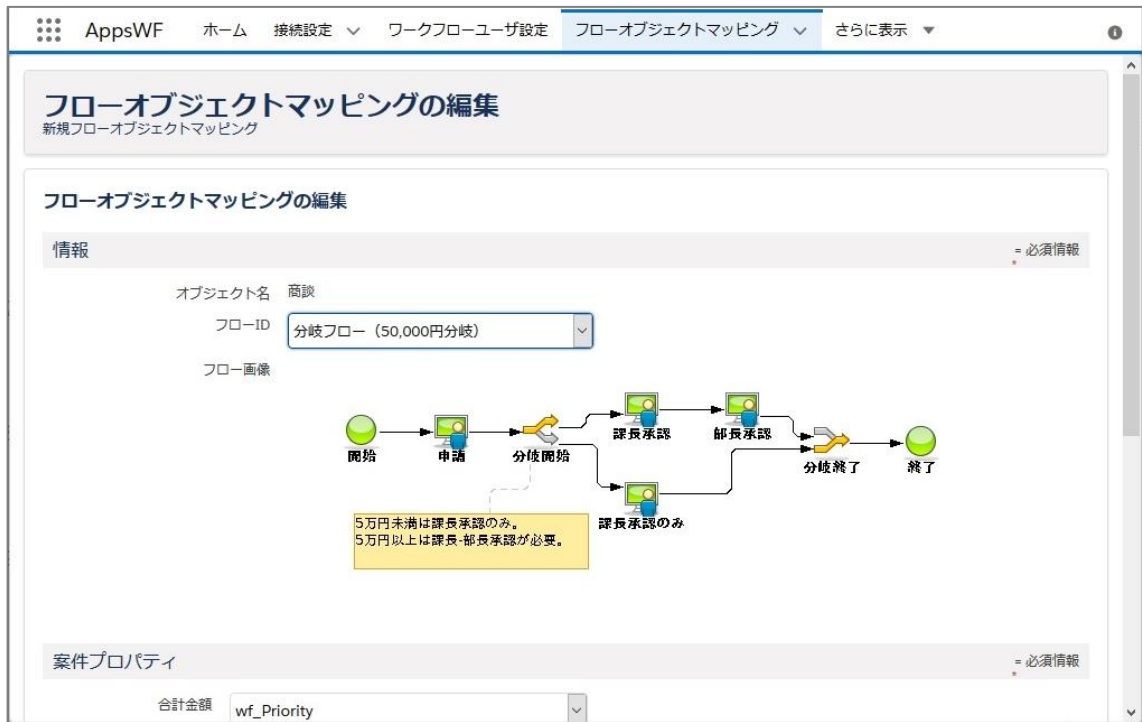 AppsWF ホーム 接続設定 ワークフローユーザ設定 フローオブジェクトマッピング さらに表示
フローオブジェクトマッピングの編集
新規フローオブジェクトマッピング
フローオブジェクトマッピングの編集
情報 = 必須情報
オブジェクト名 商談
フローID 分岐フロー（50,000円分岐）
フロー画像
課長承認 部長承認
開始 申請 分岐開始 分岐終了 終了
5万円未満は課長承認のみ。
5万円以上は課長-部長承認が必要。
課長承認のみ
案件プロパティ = 必須情報
合計金額 wf_Priority